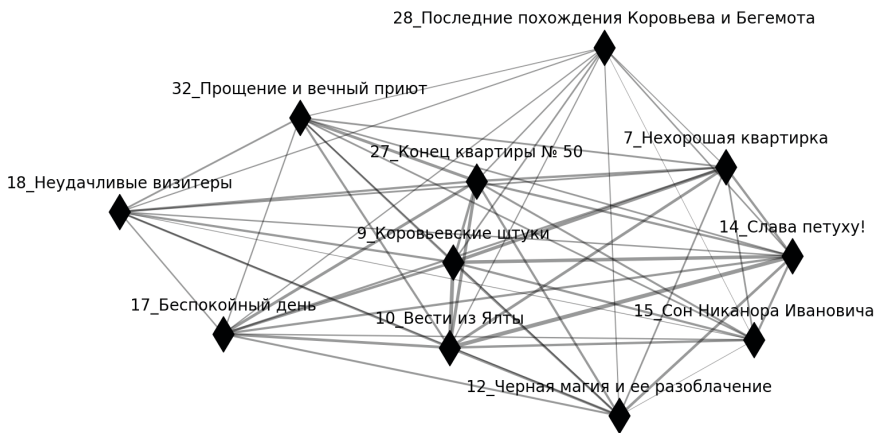 28_Последние похождения Коровьева и Бегемота
32_Прощение и вечный приют
7_Нехорошая квартирка
27_Конец квартиры № 50
18_Неудачливые визитеры
14_Слава петуху!
9_Коровьевские штуки
17_Беспокойный день
15_Сон Никанора Ивановича
10_Вести из Ялты
12_Черная магия и ее разоблачение